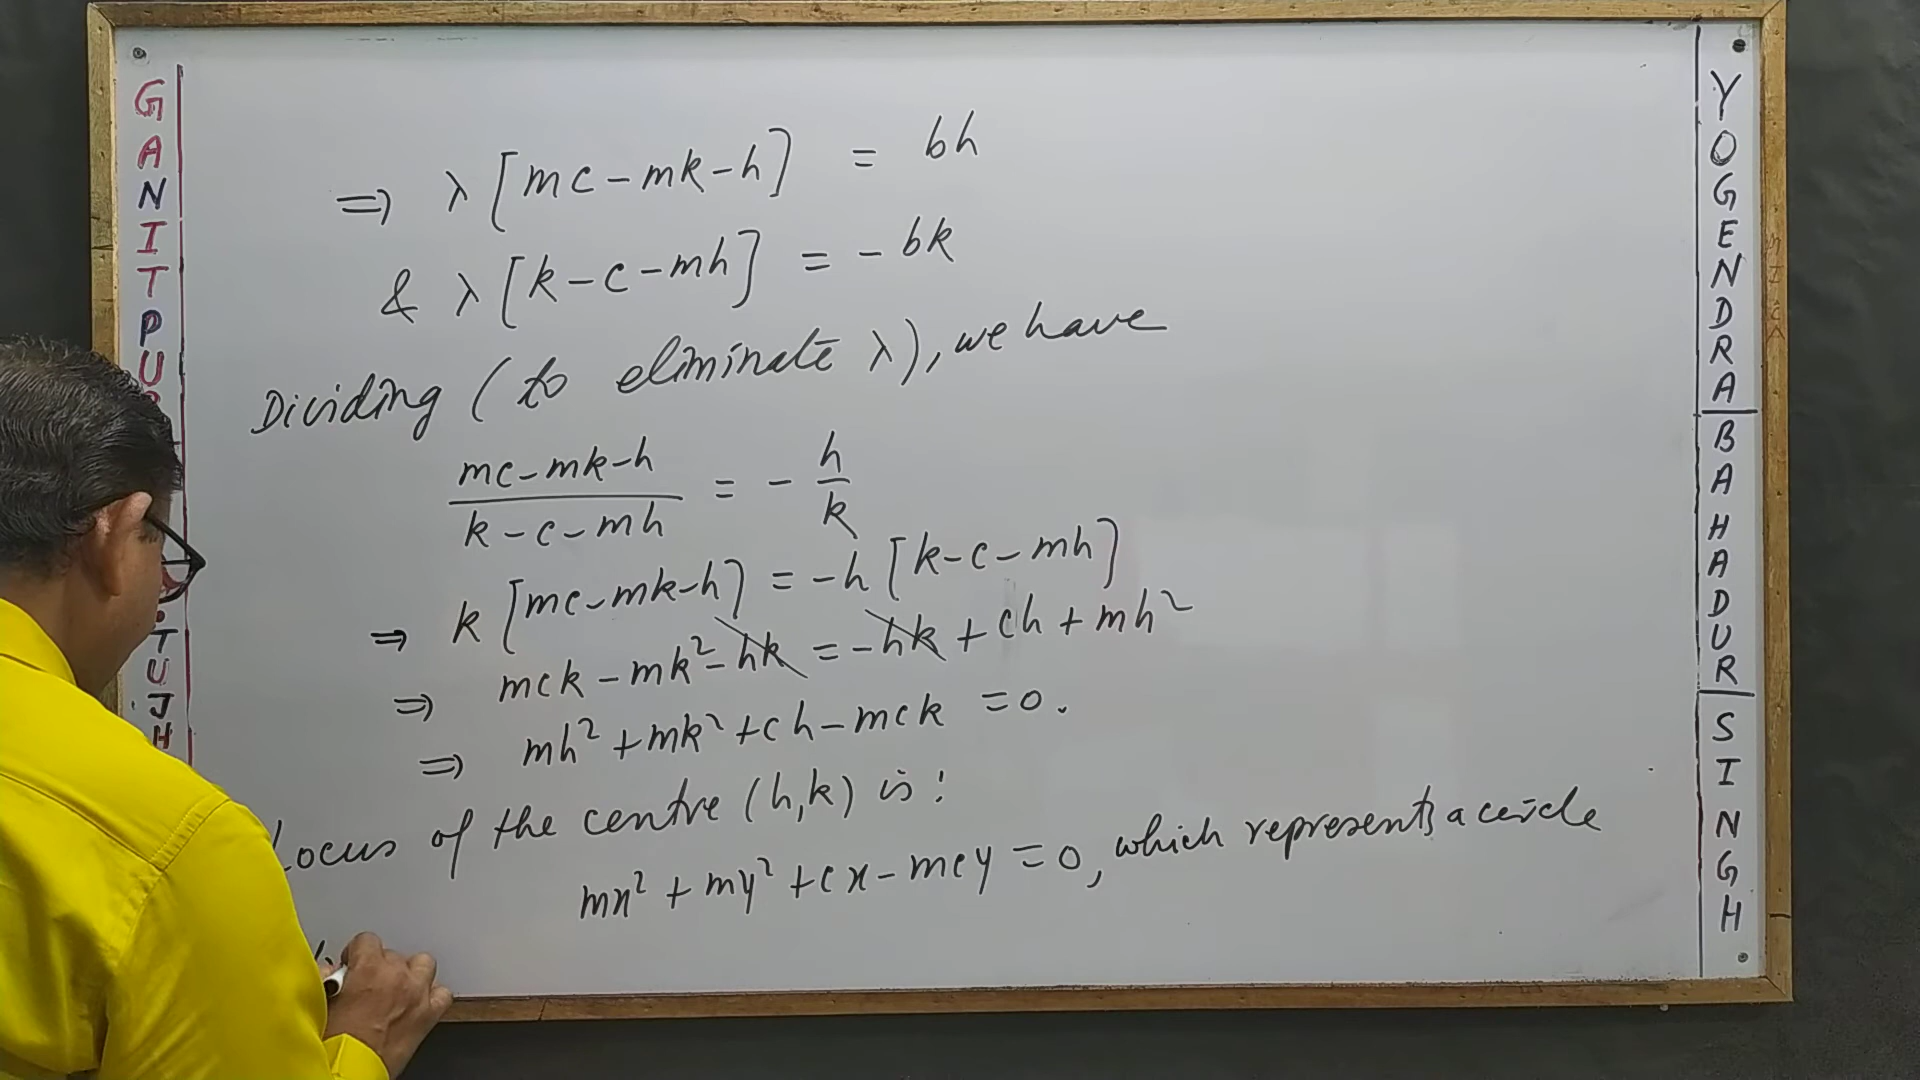 ⇒ λ[mc-mk-h] = bh
& λ[k-c-mh] = -bk
Dividing (to eliminate λ), we have
mc-mk-h / k-c-mh = - h/k
⇒ k[mc-mk-h] = -h[k-c-mh]
⇒ mck - mk² - hk = -hk + ch + mh²
⇒ mh² + mk² + ch - mck = 0.
Locus of the centre (h,k) is:
mx² + my² + cx - mcy = 0, which represents a circle
GANITPU
TUJH
YOGENDRA
BAHADUR
SINGH